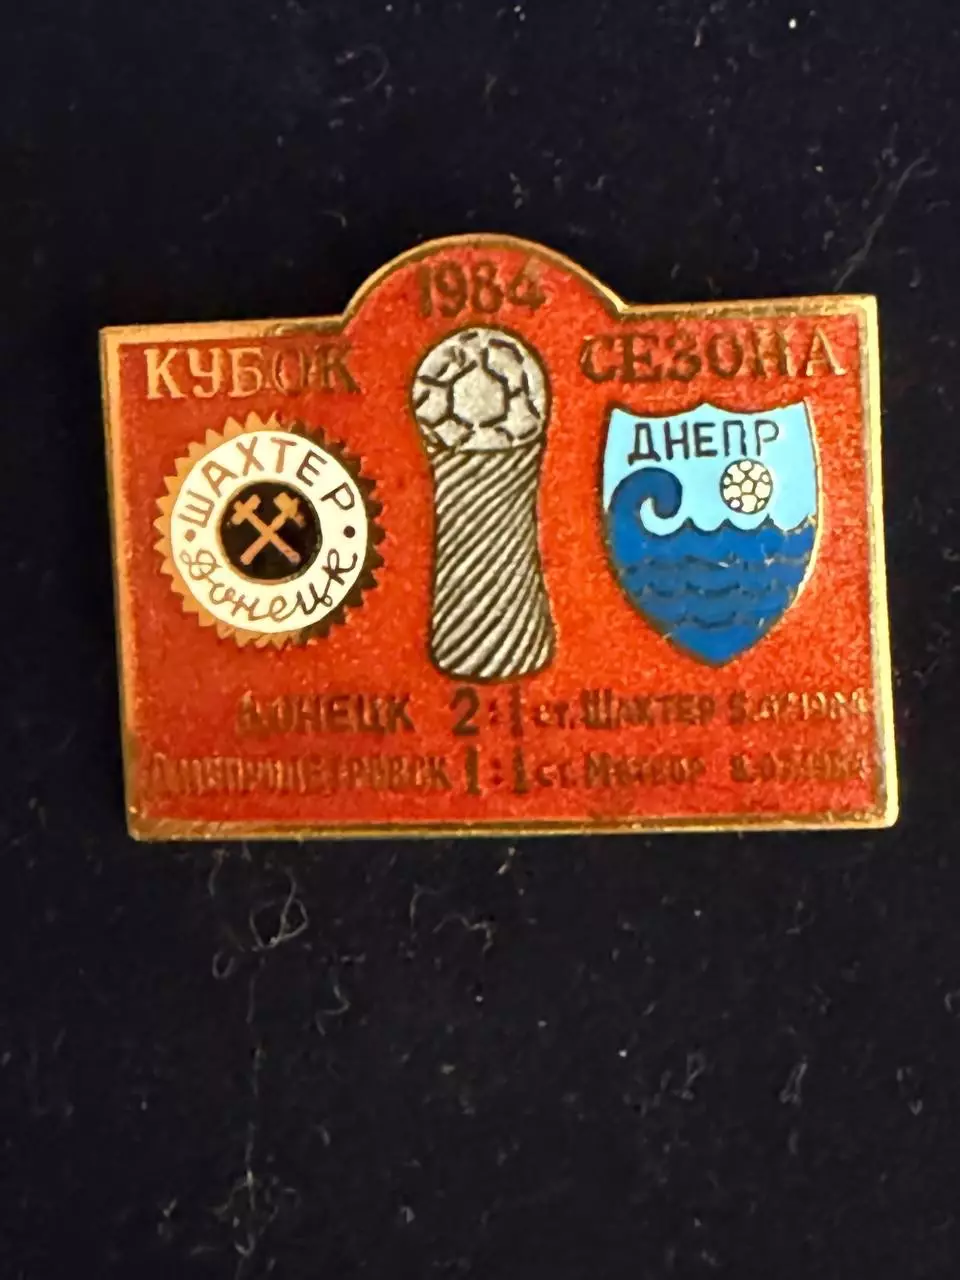 1984
КУБОК СЕЗОНА
ШАХТЕР
Донецк
ДНЕПР
ДОНЕЦК 2:1 ст. ШАХТЕР
ДНЕПРОПЕТРОВСК 1:1 ст. МЕТЕОР